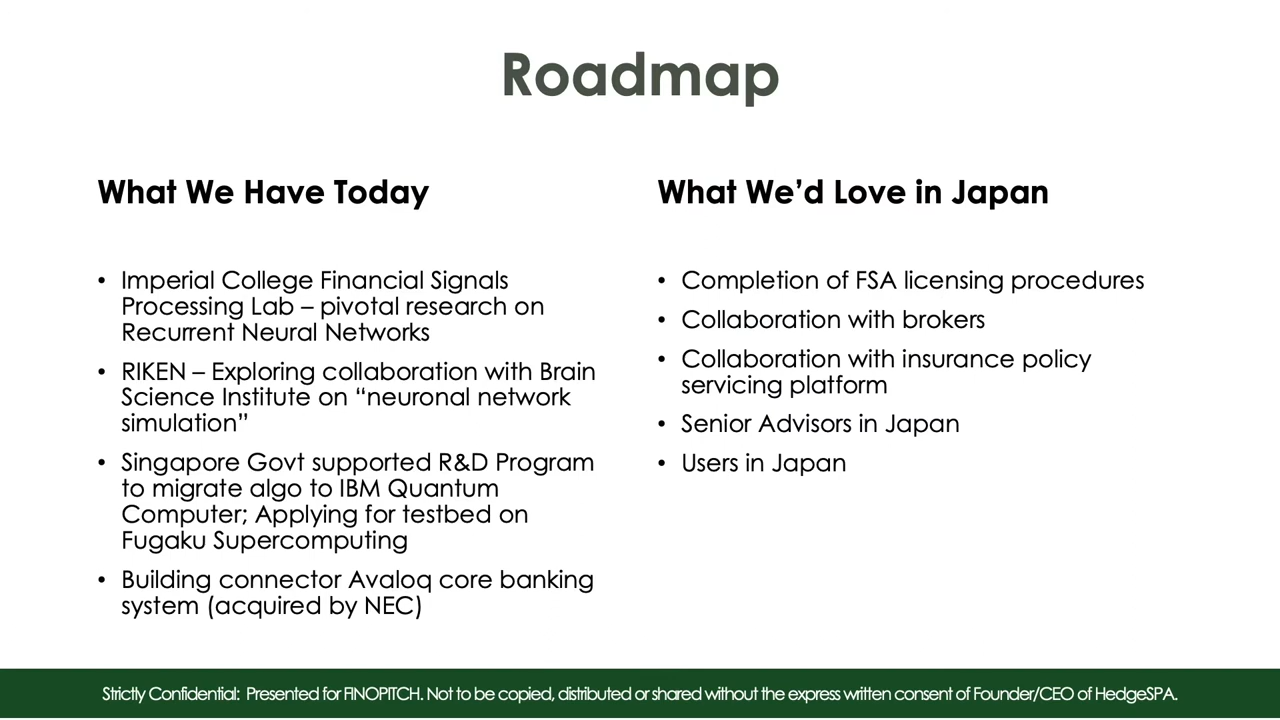 Roadmap
What We Have Today
• Imperial College Financial Signals
Processing Lab – pivotal research on
Recurrent Neural Networks
• RIKEN – Exploring collaboration with Brain
Science Institute on “neuronal network
simulation”
• Singapore Govt supported R&D Program
to migrate algo to IBM Quantum
Computer; Applying for testbed on
Fugaku Supercomputing
• Building connector Avaloq core banking
system (acquired by NEC)
What We’d Love in Japan
• Completion of FSA licensing procedures
• Collaboration with brokers
• Collaboration with insurance policy
servicing platform
• Senior Advisors in Japan
• Users in Japan
Strictly Confidential: Presented for FINOPITCH. Not to be copied, distributed or shared without the express written consent of Founder/CEO of HedgeSPA.